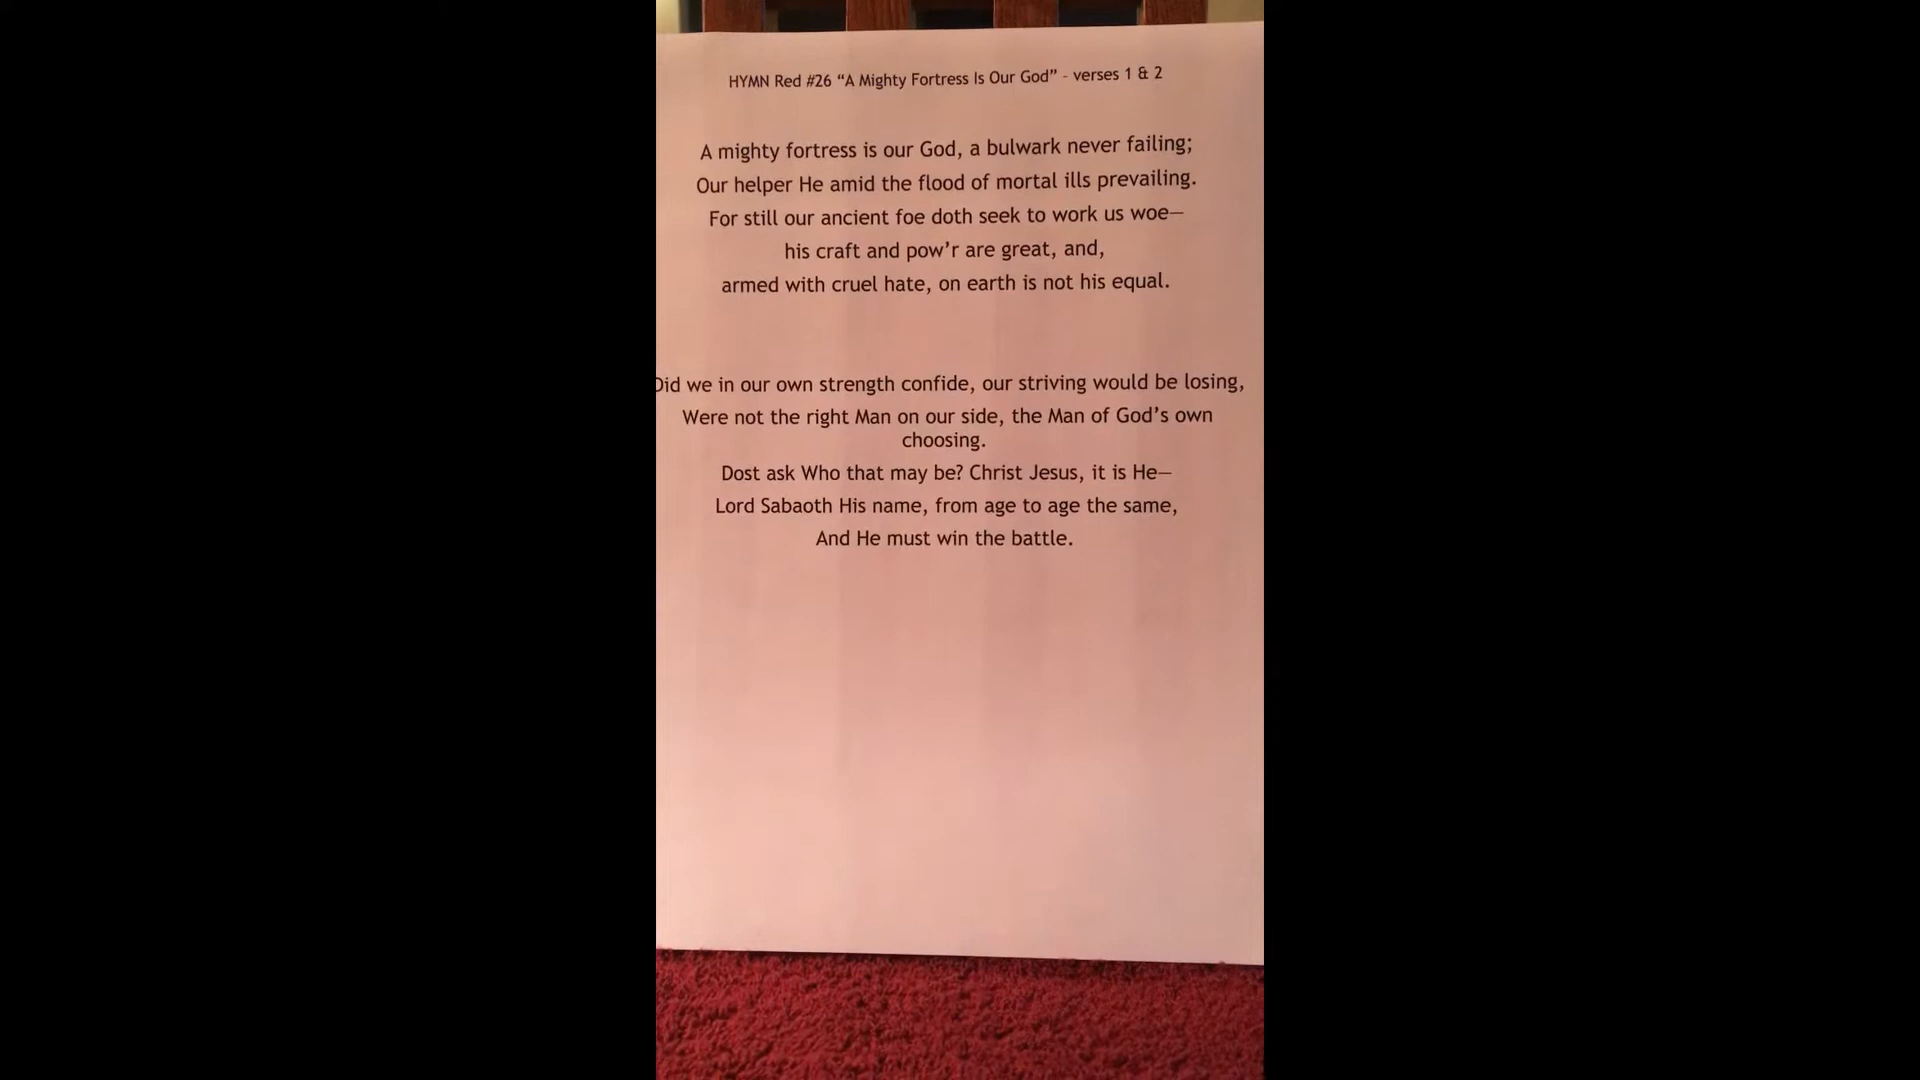 HYMN Red #26 “A Mighty Fortress Is Our God” - verses 1 & 2
A mighty fortress is our God, a bulwark never failing;
Our helper He amid the flood of mortal ills prevailing.
For still our ancient foe doth seek to work us woe—
his craft and pow’r are great, and,
armed with cruel hate, on earth is not his equal.
Did we in our own strength confide, our striving would be losing,
Were not the right Man on our side, the Man of God’s own
choosing.
Dost ask Who that may be? Christ Jesus, it is He—
Lord Sabaoth His name, from age to age the same,
And He must win the battle.